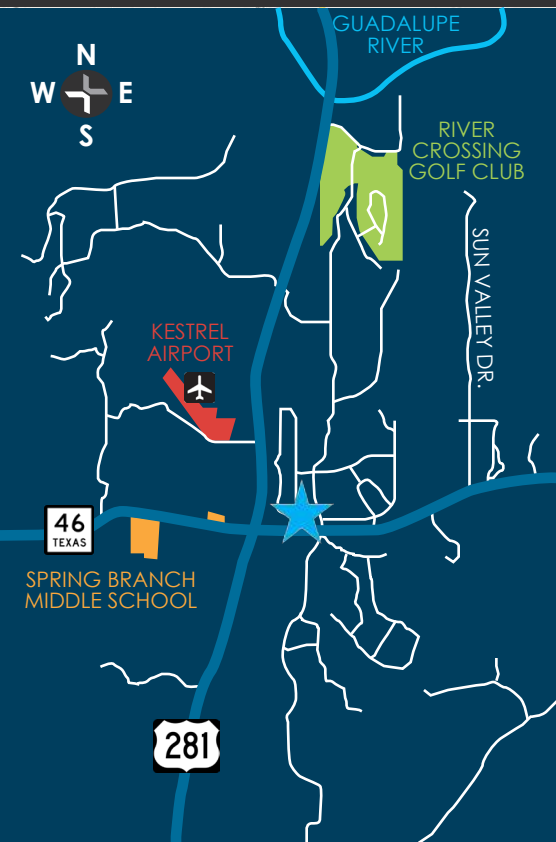 GUADALUPE
RIVER
N
W E
S
RIVER
CROSSING
GOLF CLUB
SUN VALLEY DR.
KESTREL
AIRPORT
46
TEXAS
SPRING BRANCH
MIDDLE SCHOOL
281